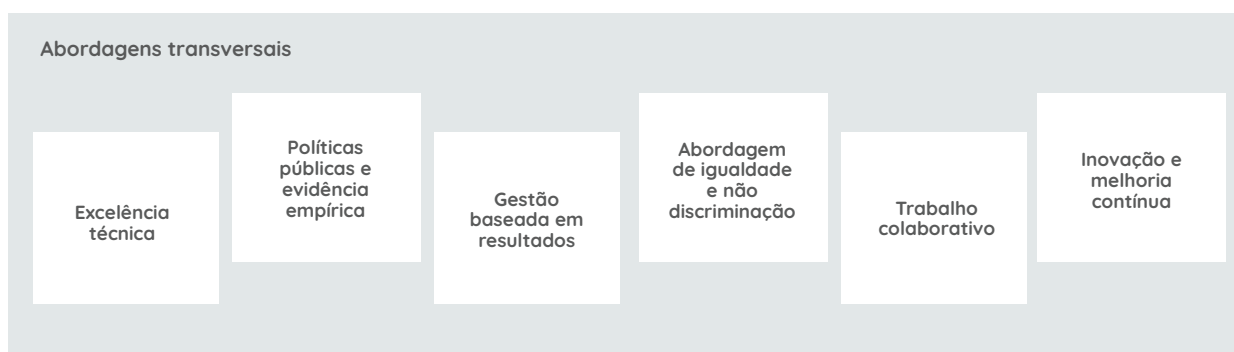 Abordagens transversais
Excelência
técnica
Políticas
públicas e
evidência
empírica
Gestão
baseada em
resultados
Abordagem
de igualdade
e não
discriminação
Trabalho
colaborativo
Inovação e
melhoria
contínua